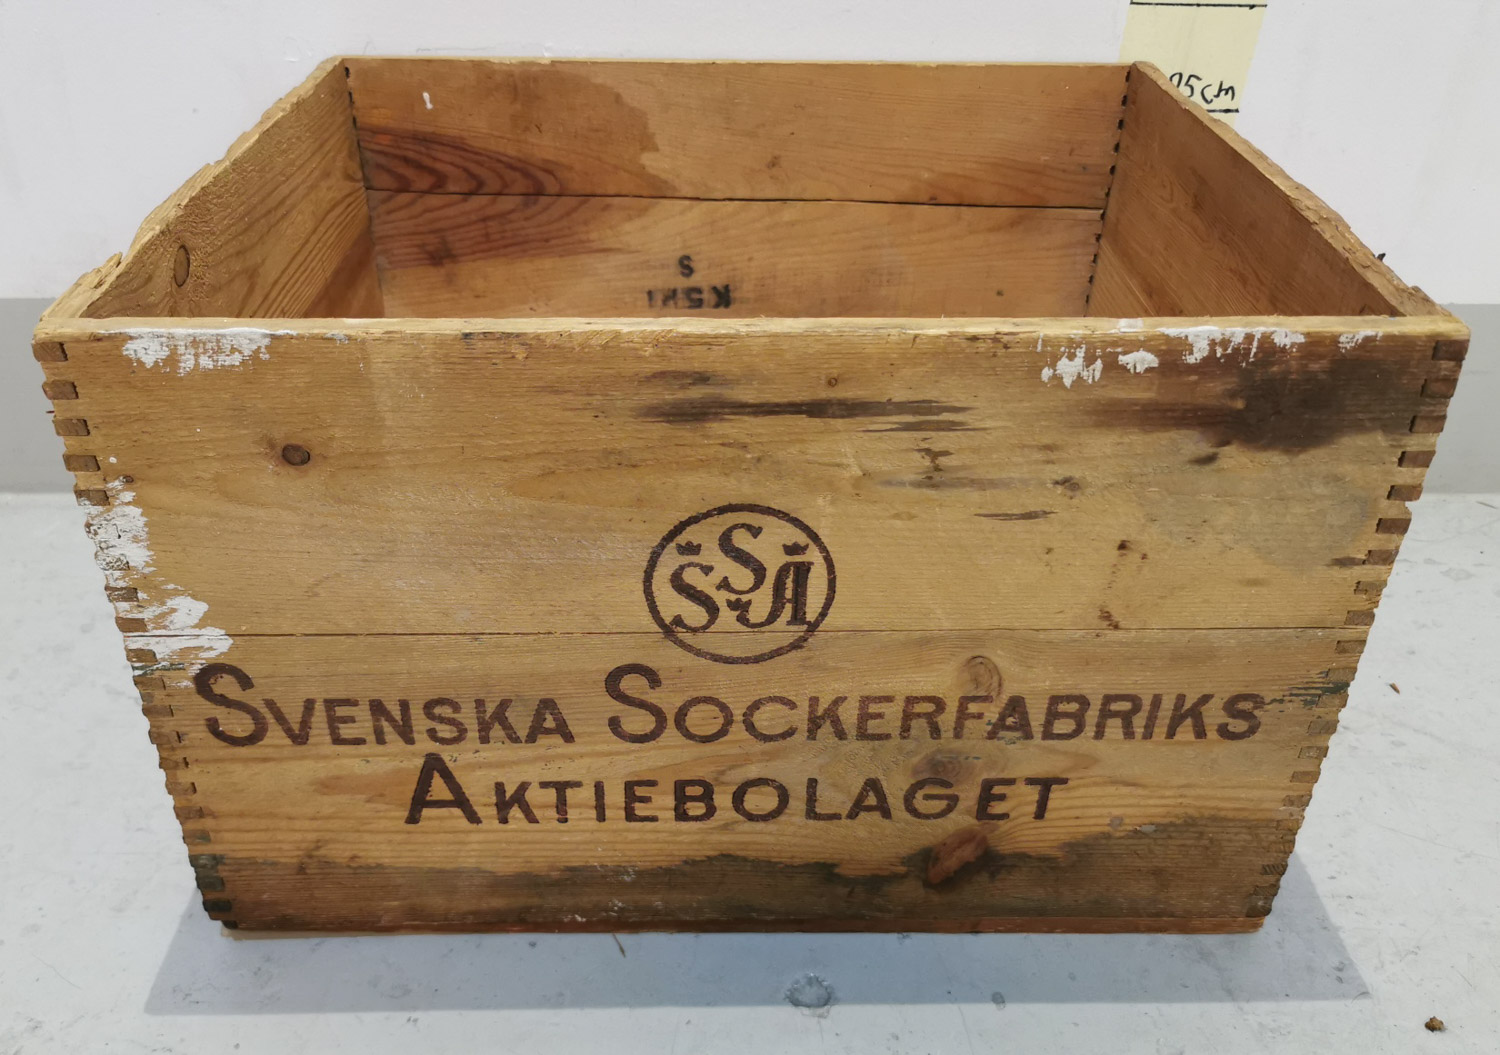 S
SSA
SVENSKA SOCKERFABRIKS
AKTIEBOLAGET